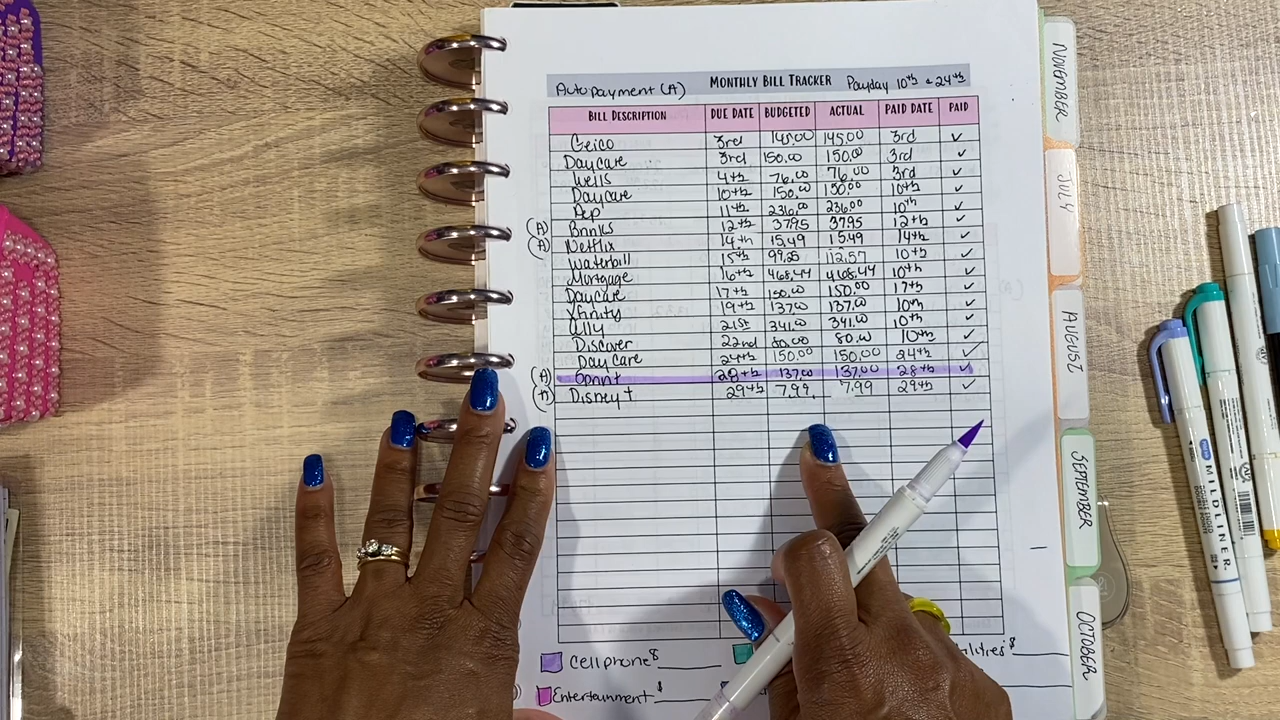 Autopayment (A) MONTHLY BILL TRACKER Payday 10th & 24th
BILL DESCRIPTION DUE DATE BUDGETED ACTUAL PAID DATE PAID
Geico 3rd 145.00 145.00 3rd ✓
Daycare 3rd 150.00 150.00 3rd ✓
Wells 4th 76.00 76.00 3rd ✓
Daycare 10th 150.00 150.00 10th ✓
Pep 11th 236.00 236.00 10th ✓
(A) Brinks 12th 37.95 37.95 12th ✓
(A) Netflix 14th 15.49 15.49 14th ✓
Waterbill 15th 99.25 112.57 10th ✓
Mortgage 16th 468.44 468.44 10th ✓
Daycare 17th 150.00 150.00 17th ✓
Xfinity 19th 137.00 137.00 10th ✓
Ally 21st 341.00 341.00 10th ✓
Discover 22nd 80.00 80.00 10th ✓
Daycare 24th 150.00 150.00 24th ✓
(A) Sprint 28th 137.00 137.00 28th ✓
(A) Disney+ 29th 7.99 7.99 29th ✓
Cellphone $
Entertainment $
NOVEMBER
JULY
AUGUST
SEPTEMBER
OCTOBER
MILDLINER
DOUBLE ENDED